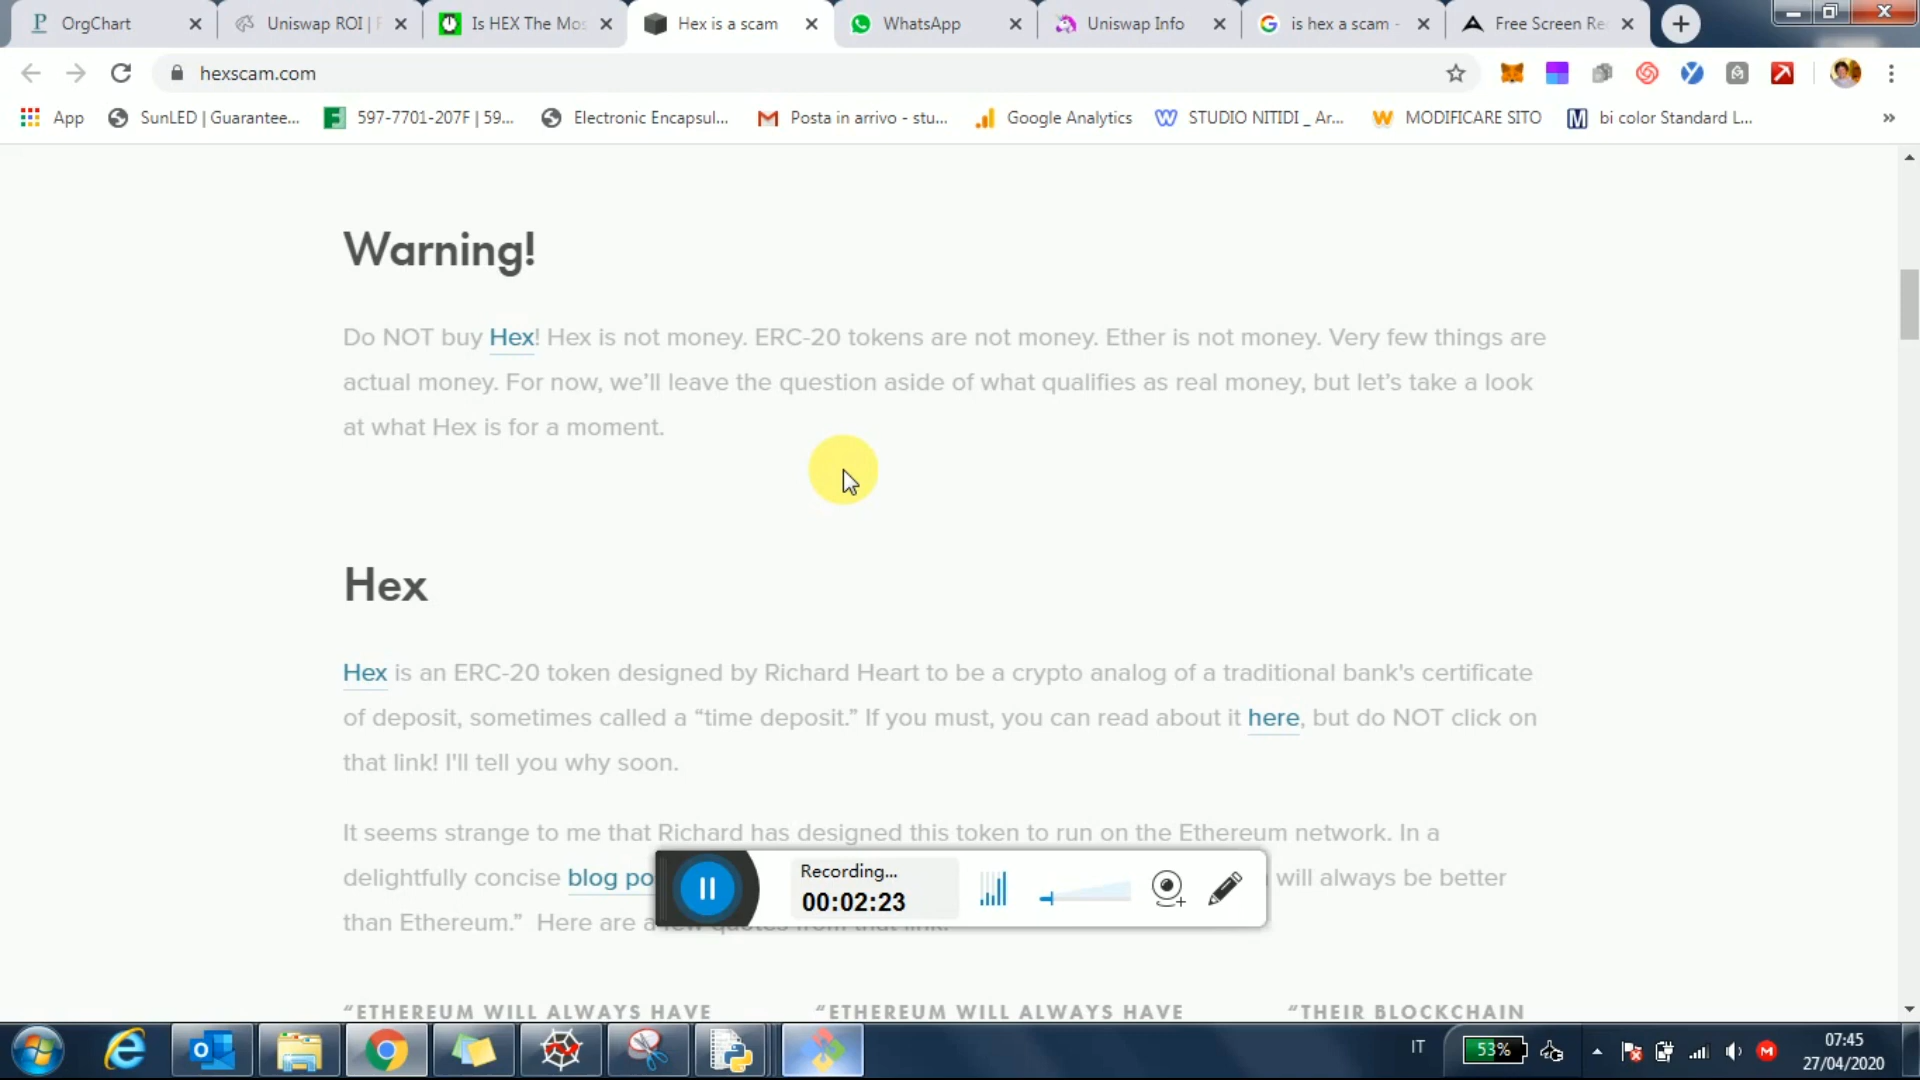 OrgChart
Uniswap ROI | F
Is HEX The Mos
Hex is a scam
WhatsApp
Uniswap Info
is hex a scam -
Free Screen Re
hexscam.com
App
SunLED | Guarantee...
597-7701-207F | 59...
Electronic Encapsul...
Posta in arrivo - stu...
Google Analytics
STUDIO NITIDI _ Ar...
MODIFICARE SITO
bi color Standard L...
»
Warning!
Do NOT buy Hex! Hex is not money. ERC-20 tokens are not money. Ether is not money. Very few things are
actual money. For now, we’ll leave the question aside of what qualifies as real money, but let’s take a look
at what Hex is for a moment.
Hex
Hex is an ERC-20 token designed by Richard Heart to be a crypto analog of a traditional bank's certificate
of deposit, sometimes called a “time deposit.” If you must, you can read about it here, but do NOT click on
that link! I'll tell you why soon.
It seems strange to me that Richard has designed this token to run on the Ethereum network. In a
delightfully concise blog po will always be better
than Ethereum.” Here are a few quotes from that link.
Recording...
00:02:23
“ETHEREUM WILL ALWAYS HAVE
“ETHEREUM WILL ALWAYS HAVE
“THEIR BLOCKCHAIN
IT
53%
07:45
27/04/2020